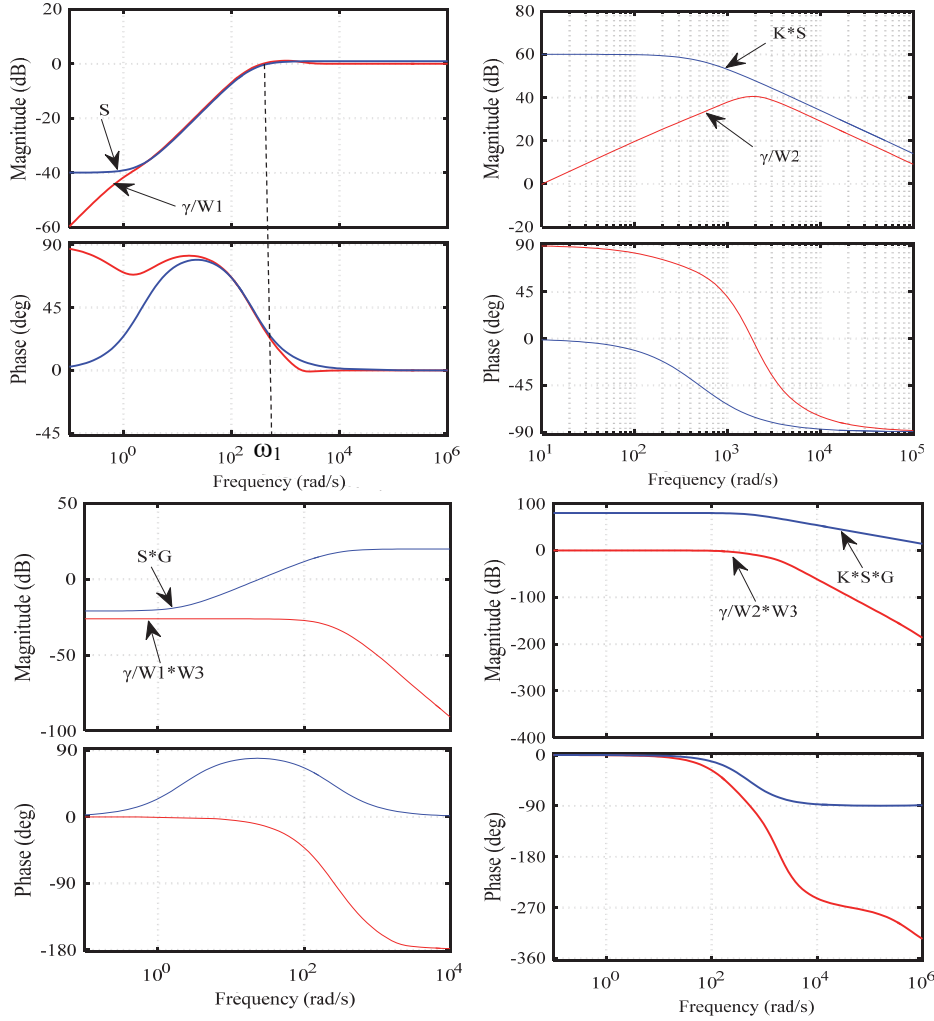 20
0
-20
-40
-60
Magnitude (dB)
S
γ/W1
90
45
0
-45
Phase (deg)
10^0
10^2
ω1
10^4
10^6
Frequency (rad/s)
80
60
40
20
0
-20
Magnitude (dB)
K*S
γ/W2
90
45
0
-45
-90
Phase (deg)
10^1
10^2
10^3
10^4
10^5
Frequency (rad/s)
50
0
-50
-100
Magnitude (dB)
S*G
γ/W1*W3
90
0
-90
-180
Phase (deg)
10^0
10^2
10^4
Frequency (rad/s)
100
0
-100
-200
-300
-400
Magnitude (dB)
K*S*G
γ/W2*W3
0
-90
-180
-270
-360
Phase (deg)
10^0
10^2
10^4
10^6
Frequency (rad/s)